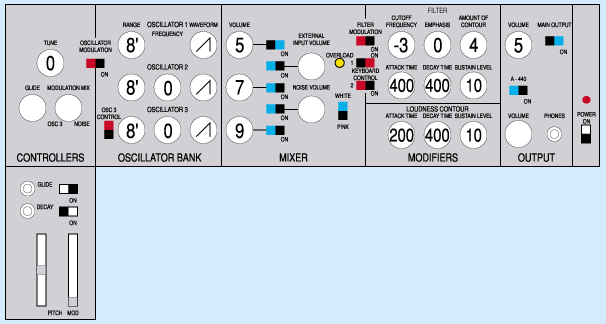 CONTROLLERS
TUNE
0
OSCILLATOR
MODULATION
ON
GLIDE
MODULATION MIX
OSC 3
NOISE
OSC 3
CONTROL
ON
OSCILLATOR BANK
RANGE
OSCILLATOR 1
WAVEFORM
FREQUENCY
8'
OSCILLATOR 2
8'
0
OSCILLATOR 3
8'
0
MIXER
VOLUME
EXTERNAL
INPUT VOLUME
5
ON
OVERLOAD
ON
7
ON
NOISE VOLUME
ON
WHITE
PINK
9
ON
MODIFIERS
FILTER
FILTER
MODULATION
ON
1
KEYBOARD
CONTROL
2
ON
CUTOFF
FREQUENCY
EMPHASIS
AMOUNT OF
CONTOUR
-3
0
4
ATTACK TIME
DECAY TIME
SUSTAIN LEVEL
400
400
10
LOUDNESS CONTOUR
ATTACK TIME
DECAY TIME
SUSTAIN LEVEL
200
400
10
OUTPUT
VOLUME
MAIN OUTPUT
5
ON
A - 440
ON
VOLUME
PHONES
POWER
ON
GLIDE
ON
DECAY
ON
PITCH
MOD